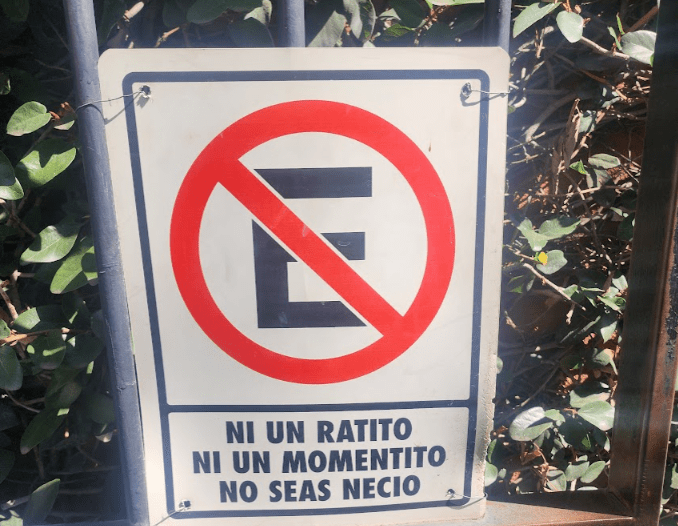 E
NI UN RATITO
NI UN MOMENTITO
NO SEAS NECIO